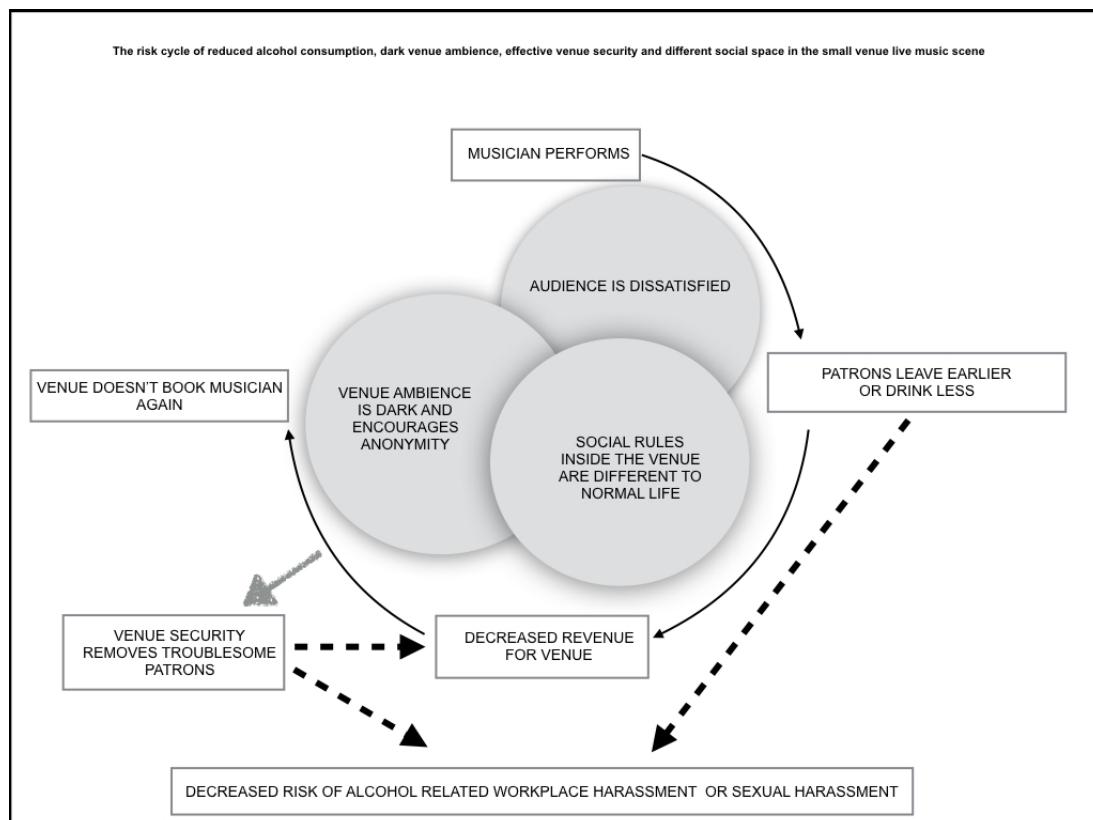 The risk cycle of reduced alcohol consumption, dark venue ambience, effective venue security and different social space in the small venue live music scene
MUSICIAN PERFORMS
AUDIENCE IS DISSATISFIED
PATRONS LEAVE EARLIER
OR DRINK LESS
VENUE DOESN'T BOOK MUSICIAN
AGAIN
VENUE AMBIENCE
IS DARK AND
ENCOURAGES
ANONYMITY
SOCIAL RULES
INSIDE THE VENUE
ARE DIFFERENT TO
NORMAL LIFE
VENUE SECURITY
REMOVES TROUBLESOME
PATRONS
DECREASED REVENUE
FOR VENUE
DECREASED RISK OF ALCOHOL RELATED WORKPLACE HARASSMENT  OR SEXUAL HARASSMENT